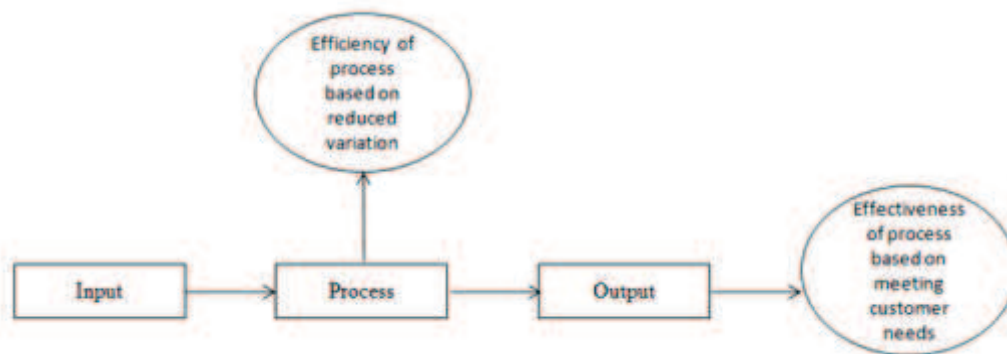 Efficiency of
process
based on
reduced
variation
Effectiveness
of process
based on
meeting
customer
needs
Input
Process
Output